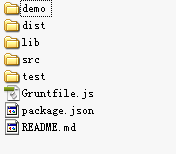 demo
dist
lib
src
test
Gruntfile.js
package.json
README.md